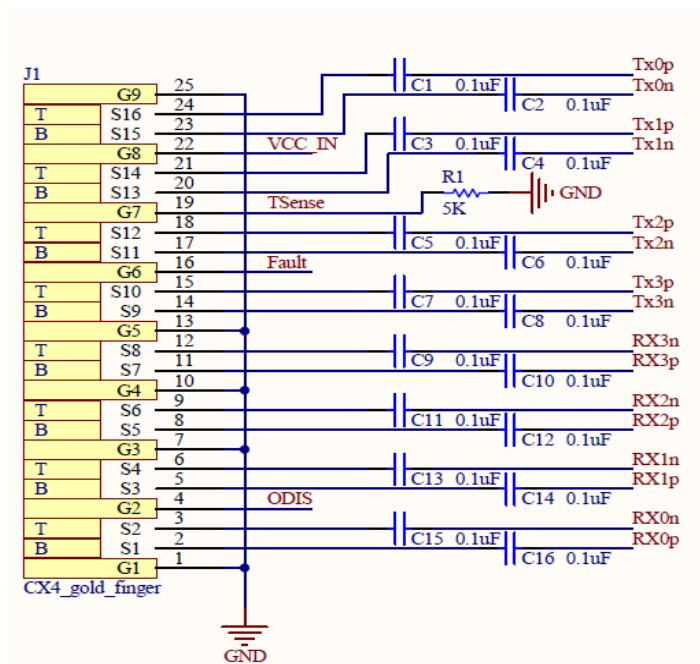 J1
G9 25
T S16 24
B S15 23
G8 22 VCC_IN
T S14 21
B S13 20
G7 19 TSense
T S12 18
B S11 17
G6 16 Fault
T S10 15
B S9 14
G5 13
T S8 12
B S7 11
G4 10
T S6 9
B S5 8
G3 7
T S4 6
B S3 5
G2 4 ODIS
T S2 3
B S1 2
G1 1
CX4_gold_finger
GND
C1 0.1uF Tx0p
C2 0.1uF Tx0n
C3 0.1uF Tx1p
C4 0.1uF Tx1n
R1
5K
GND
C5 0.1uF Tx2p
C6 0.1uF Tx2n
C7 0.1uF Tx3p
C8 0.1uF Tx3n
C9 0.1uF RX3n
C10 0.1uF RX3p
C11 0.1uF RX2n
C12 0.1uF RX2p
C13 0.1uF RX1n
C14 0.1uF RX1p
C15 0.1uF RX0n
C16 0.1uF RX0p